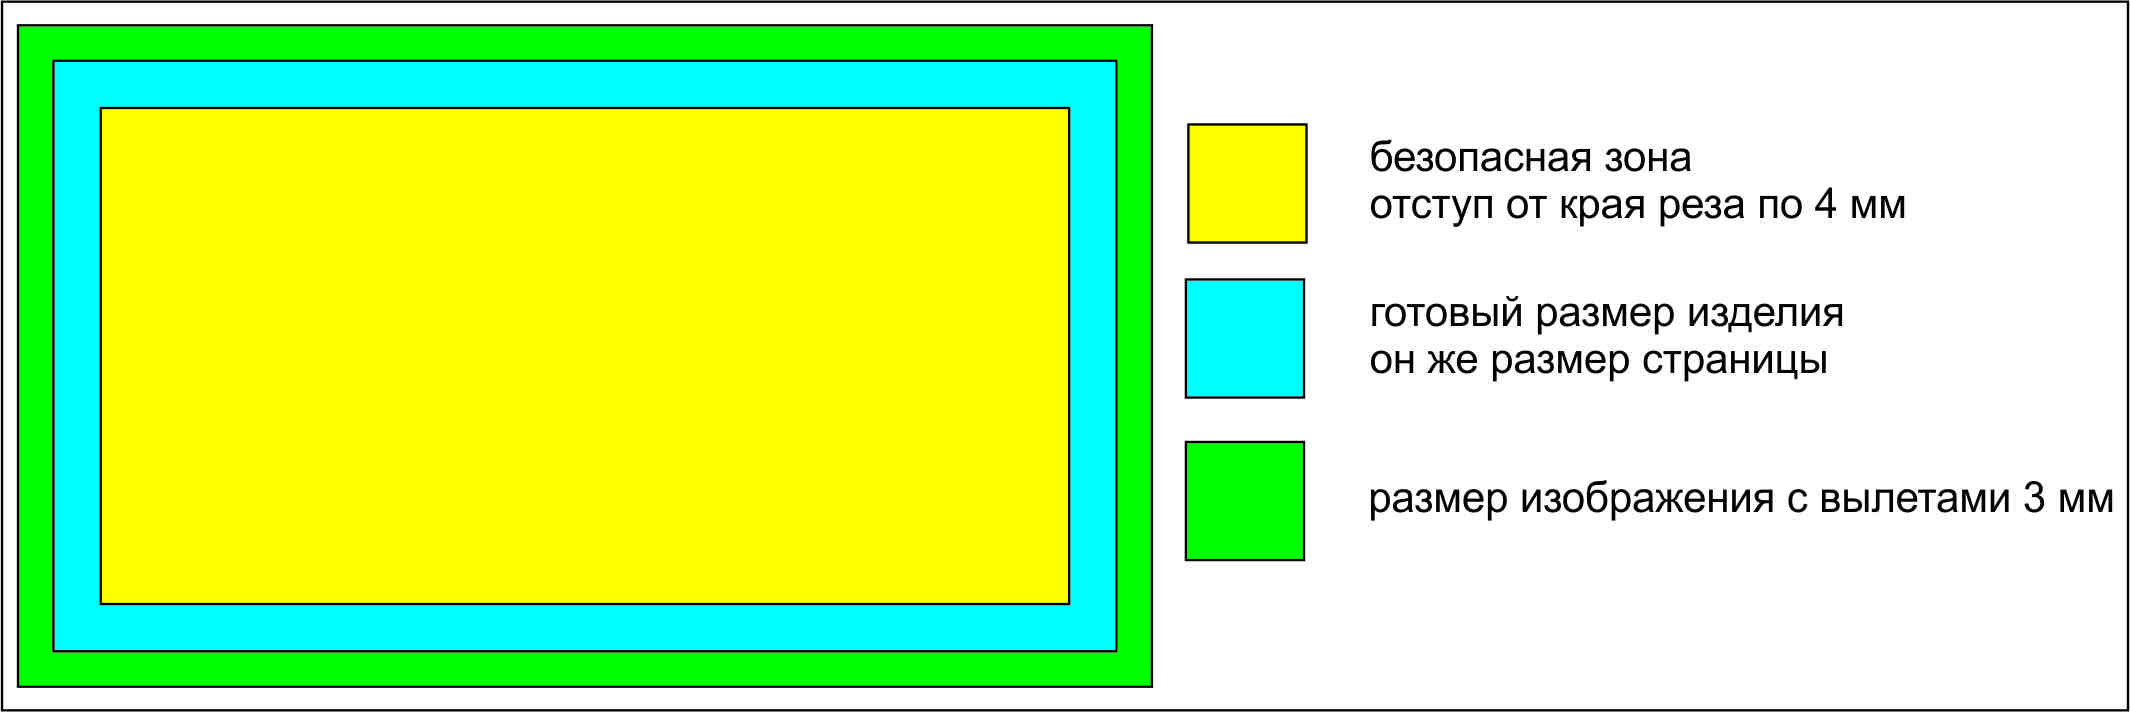 безопасная зона
отступ от края реза по 4 мм
готовый размер изделия
он же размер страницы
размер изображения с вылетами 3 мм